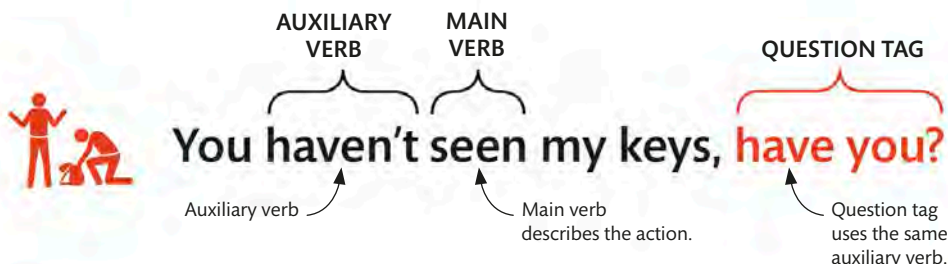 AUXILIARY VERB
MAIN VERB
QUESTION TAG
You haven't seen my keys, have you?
Auxiliary verb
Main verb
describes the action.
Question tag
uses the same
auxiliary verb.